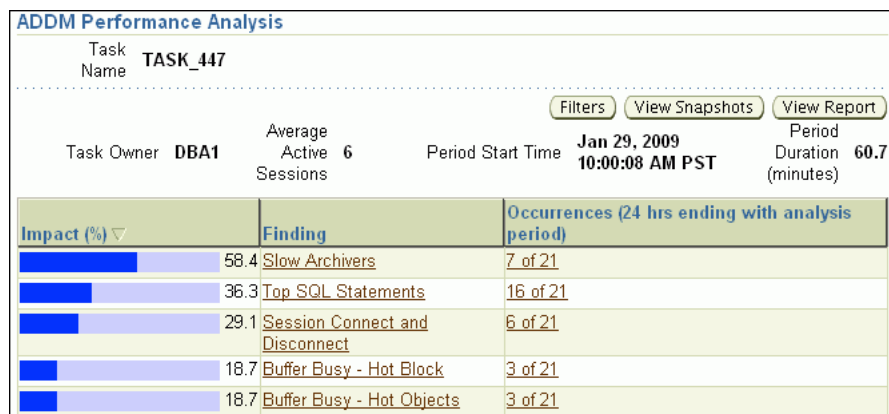 ADDM Performance Analysis
Task
Name TASK_447
Filters View Snapshots View Report
Task Owner DBA1
Average
Active
Sessions 6
Period Start Time Jan 29, 2009
10:00:08 AM PST
Period
Duration
(minutes) 60.7
Impact (%) Finding Occurrences (24 hrs ending with analysis
period)
58.4 Slow Archivers 7 of 21
36.3 Top SQL Statements 16 of 21
29.1 Session Connect and
Disconnect 6 of 21
18.7 Buffer Busy - Hot Block 3 of 21
18.7 Buffer Busy - Hot Objects 3 of 21